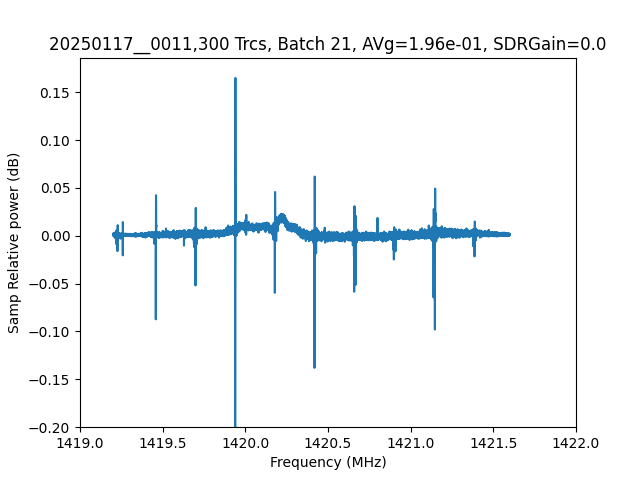 20250117__0011,300 Trcs, Batch 21, AVg=1.96e-01, SDRGain=0.0
Samp Relative power (dB)
0.15
0.10
0.05
0.00
−0.05
−0.10
−0.15
−0.20
1419.0 1419.5 1420.0 1420.5 1421.0 1421.5 1422.0
Frequency (MHz)